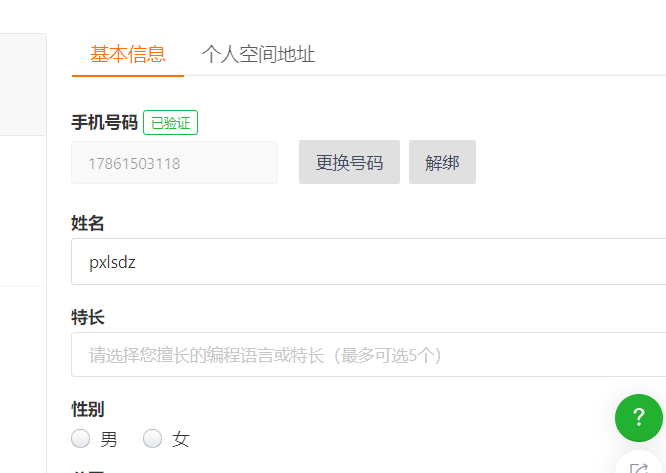 基本信息 个人空间地址
手机号码 已验证
17861503118 更换号码 解绑
姓名
pxlsdz
特长
请选择您擅长的编程语言或特长（最多可选5个）
性别
男 女
?